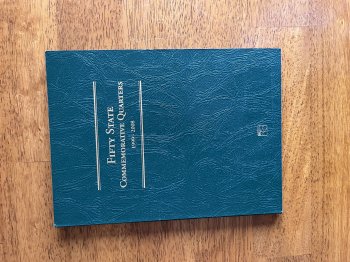 FIFTY STATE
COMMEMORATIVE QUARTERS
1999 - 2008